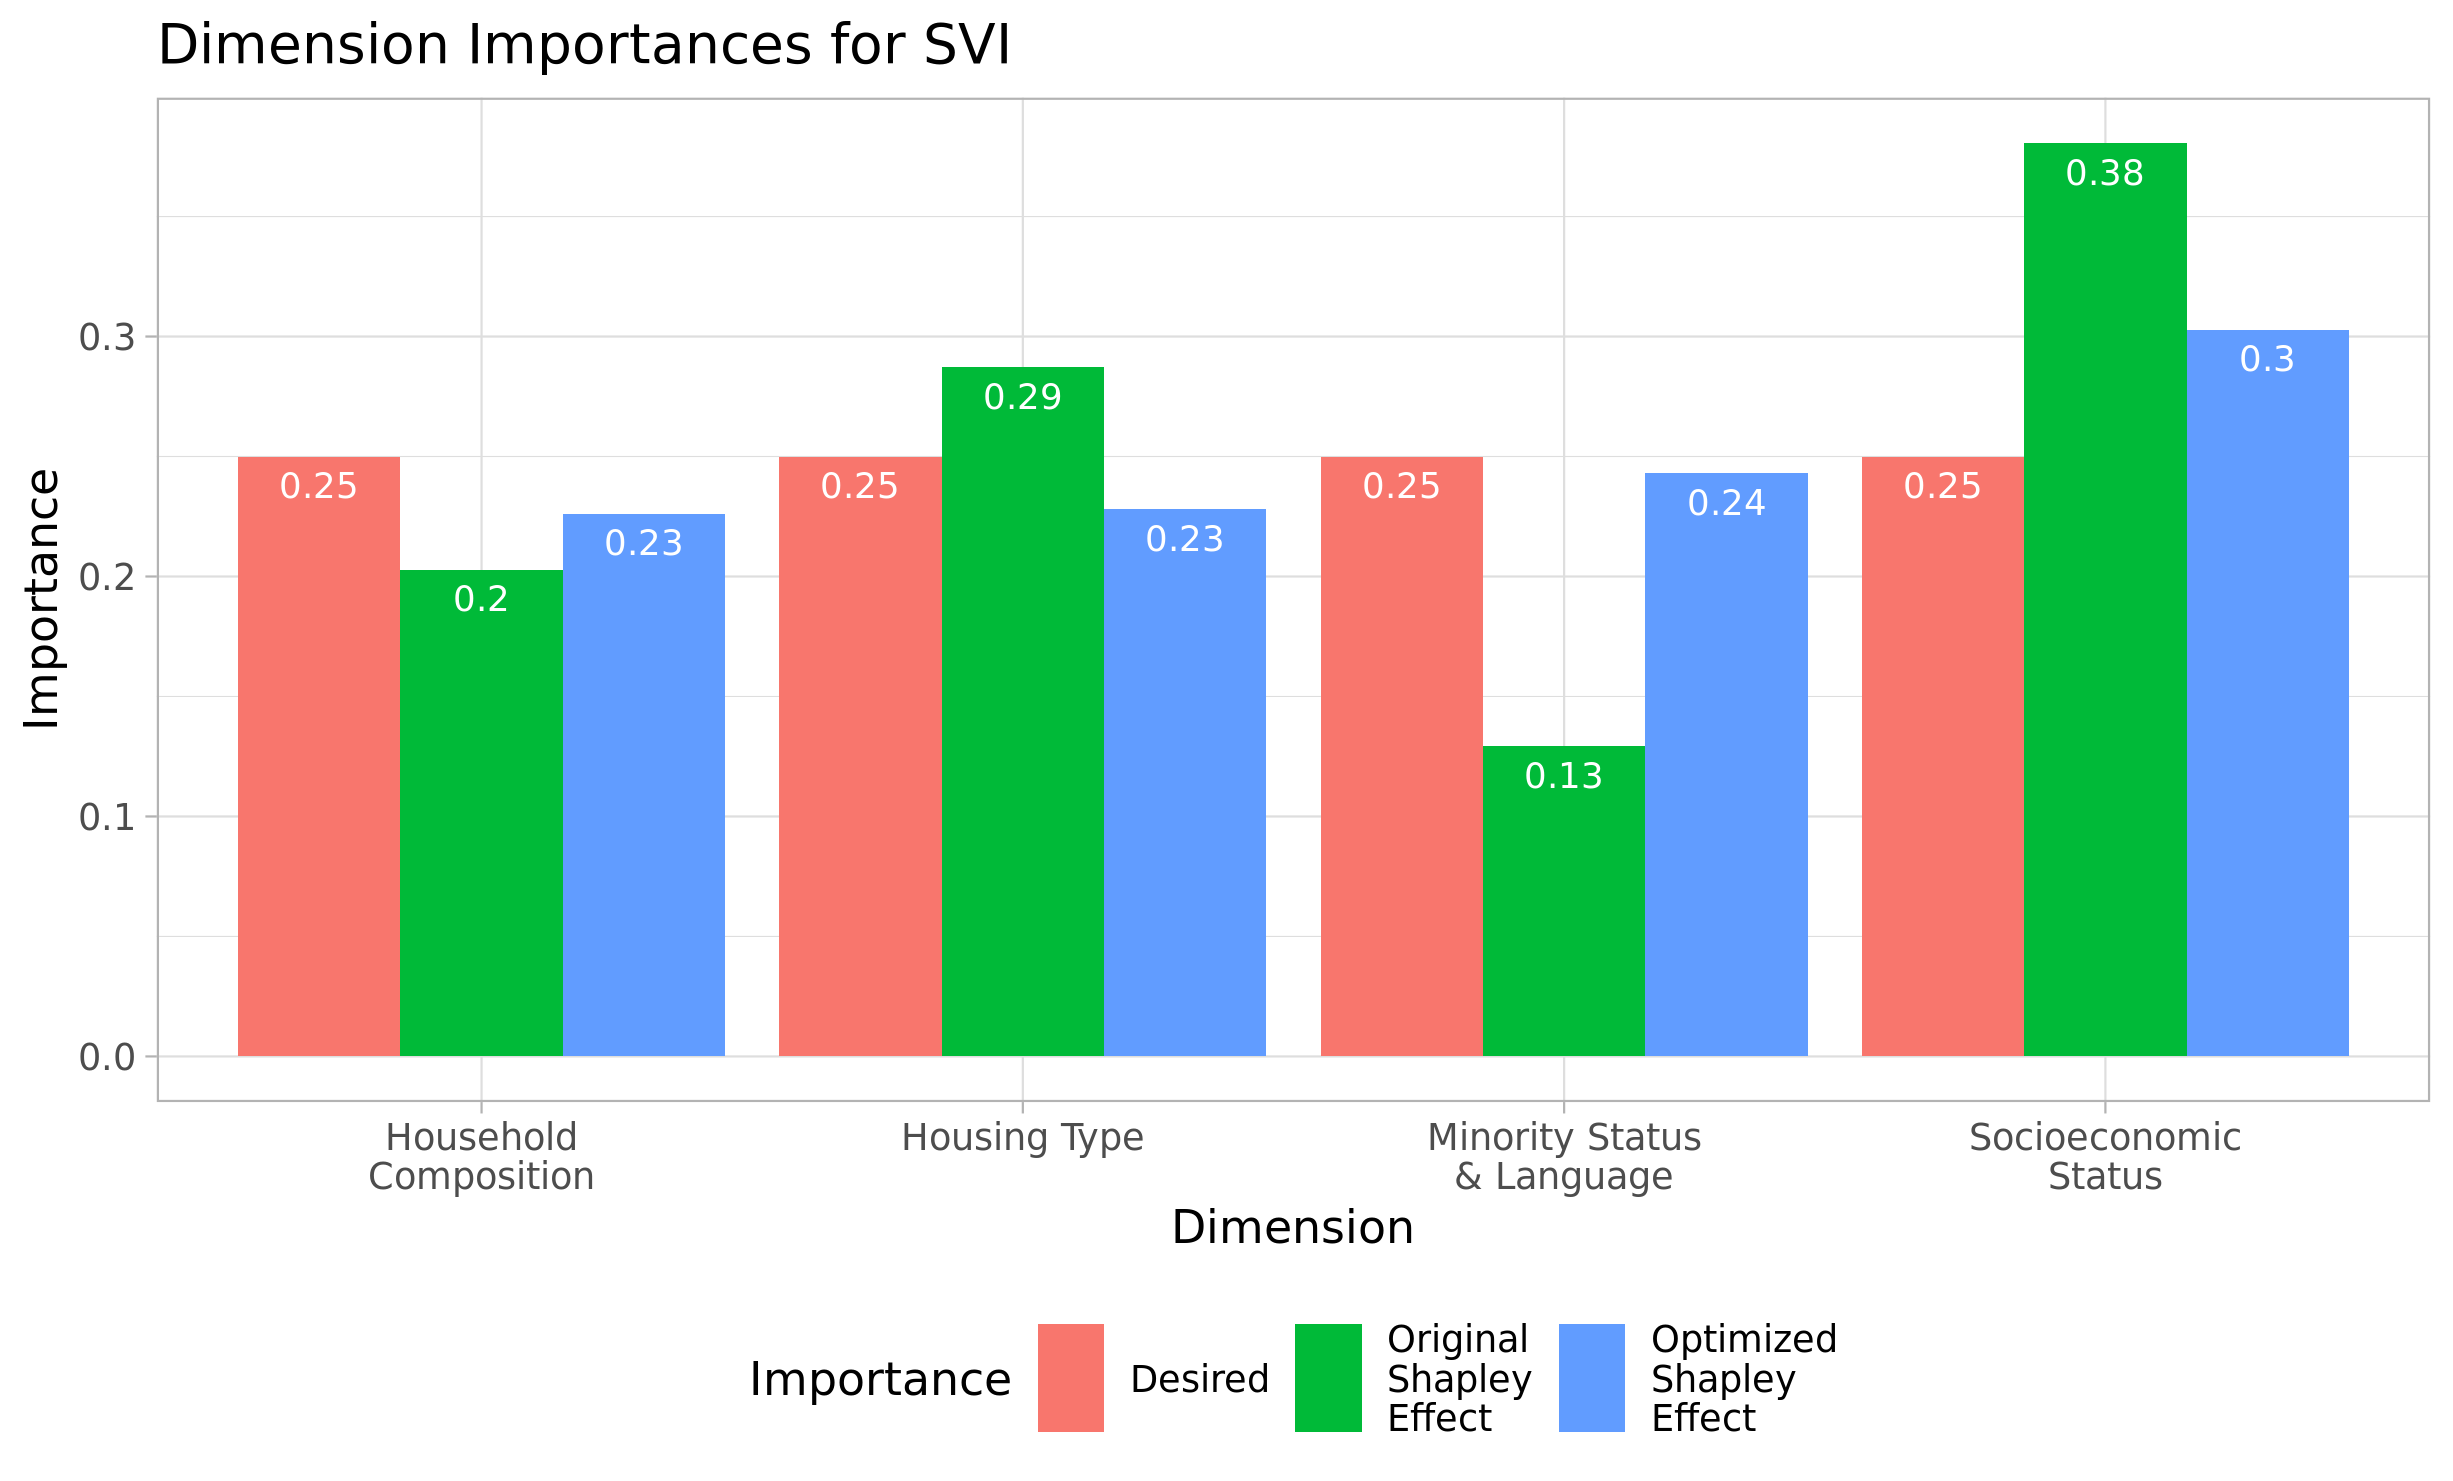 Dimension Importances for SVI
Importance
0.3
0.2
0.1
0.0
0.25
0.2
0.23
0.25
0.29
0.23
0.25
0.13
0.24
0.25
0.38
0.3
Household
Composition
Housing Type
Minority Status
& Language
Socioeconomic
Status
Dimension
Importance
Desired
Original
Shapley
Effect
Optimized
Shapley
Effect